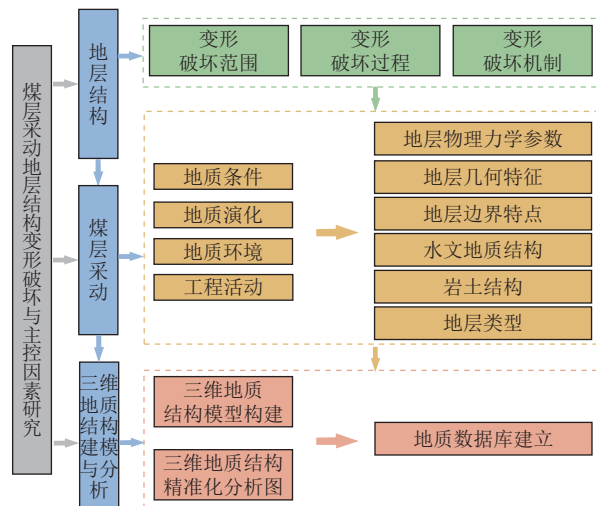 煤层采动地层结构变形破坏与主控因素研究
地层结构
变形
破坏范围
变形
破坏过程
变形
破坏机制
煤层采动
地质条件
地质演化
地质环境
工程活动
地层物理力学参数
地层几何特征
地层边界特点
水文地质结构
岩土结构
地层类型
三维
地质
结构
建模
与分
析
三维地质
结构模型构建
三维地质结构
精准化分析图
地质数据库建立